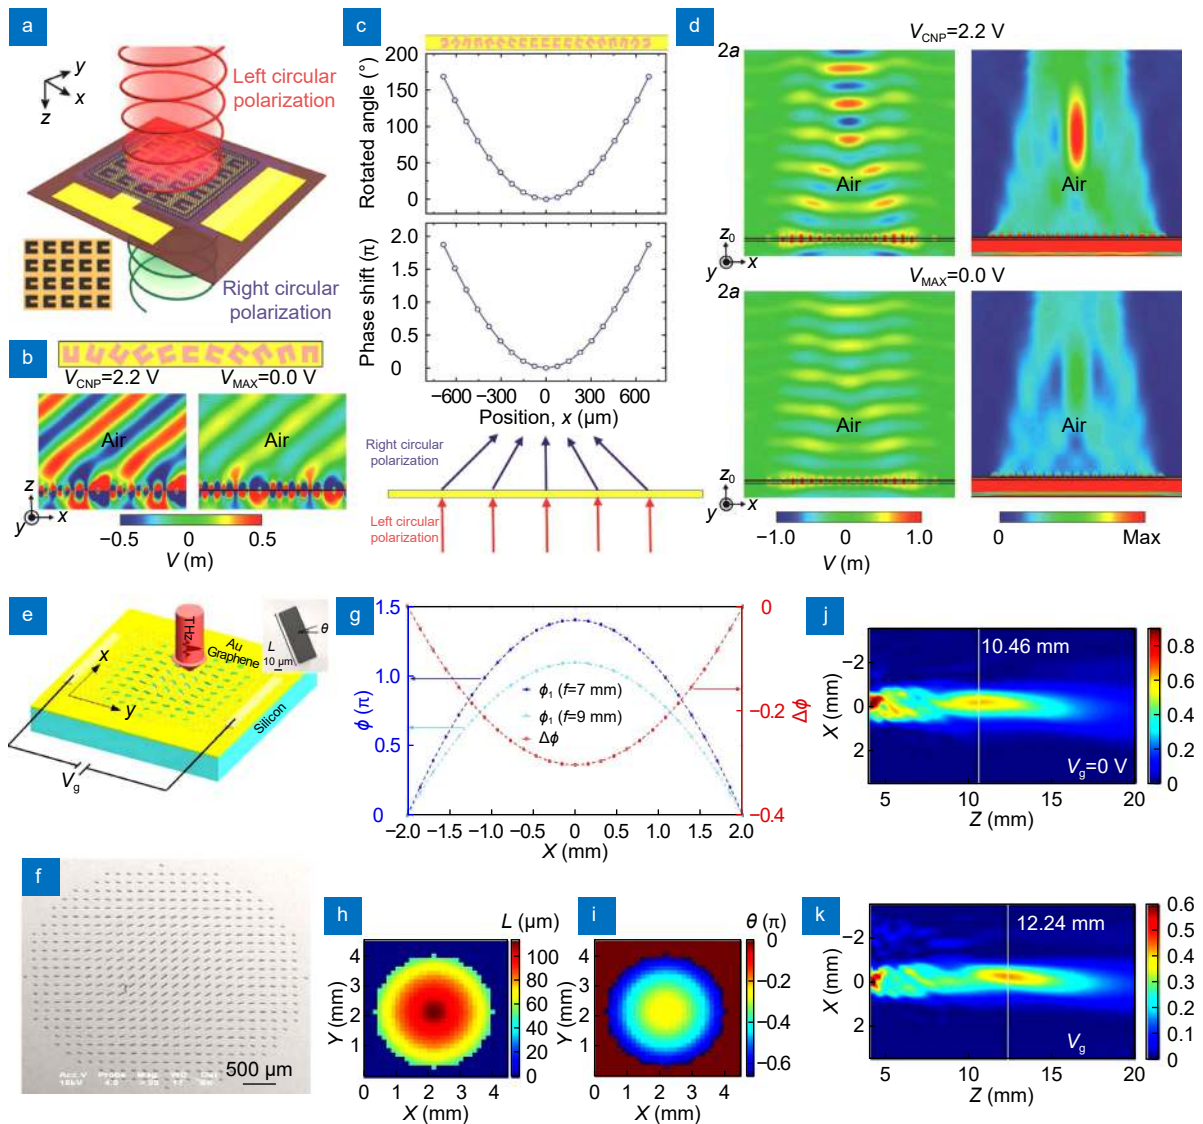 a
y
x
z
Left circular
polarization
Right circular
polarization
b
V_CNP=2.2 V
V_MAX=0.0 V
Air
Air
z
y
x
−0.5
0
0.5
V (m)
c
200
150
100
50
0
Rotated angle (°)
2.0
1.5
1.0
0.5
0
Phase shift (π)
−600
−300
0
300
600
Position, x (μm)
Right circular
polarization
Left circular
polarization
d
V_CNP=2.2 V
2a
Air
Air
z₀
y
x
V_MAX=0.0 V
2a
Air
Air
z₀
y
x
−1.0
0
1.0
V (m)
0
Max
e
THz
Au
Graphene
Silicon
x
y
V_g
L
θ
10 μm
f
500 μm
Acc.V
Probe
Mag
WD
Det
g
1.5
1.0
0.5
0
ϕ (π)
ϕ₁ (f=7 mm)
ϕ₁ (f=9 mm)
Δϕ
0
−0.2
−0.4
Δϕ
−2.0
−1.5
−1.0
−0.5
0
0.5
1.0
1.5
2.0
X (mm)
h
L (μm)
4
3
2
1
Y (mm)
0
2
4
X (mm)
100
80
60
40
20
0
i
θ (π)
4
3
2
1
Y (mm)
0
2
4
X (mm)
0
−0.2
−0.4
−0.6
j
10.46 mm
V_g=0 V
−2
0
2
X (mm)
5
10
15
20
Z (mm)
0.8
0.6
0.4
0.2
0
k
12.24 mm
V_g
−2
0
2
X (mm)
5
10
15
20
Z (mm)
0.6
0.5
0.4
0.3
0.2
0.1
0